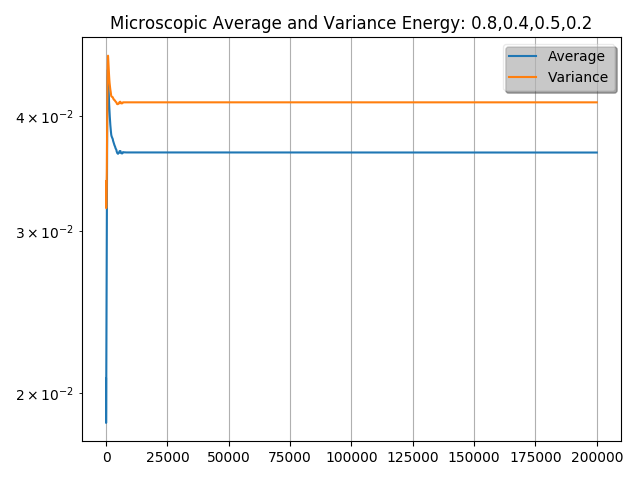 Microscopic Average and Variance Energy: 0.8,0.4,0.5,0.2
Average
Variance
4 × 10⁻²
3 × 10⁻²
2 × 10⁻²
0 25000 50000 75000 100000 125000 150000 175000 200000